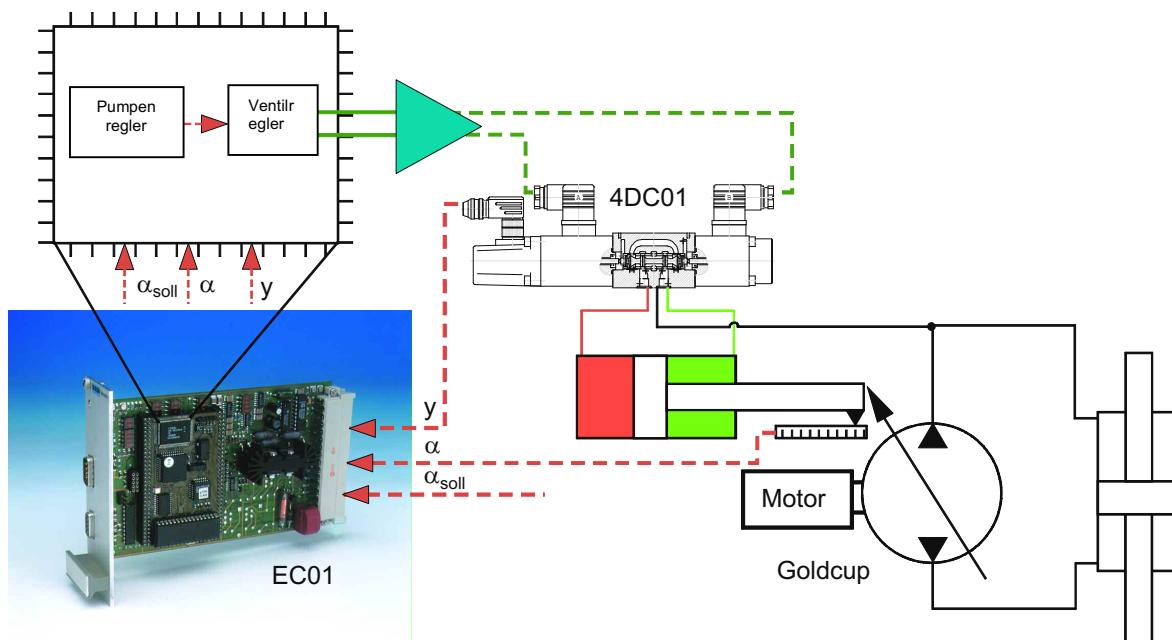 Pumpen
regler
Ventilr
egler
4DC01
αsoll
α
y
y
α
αsoll
Motor
EC01
Goldcup